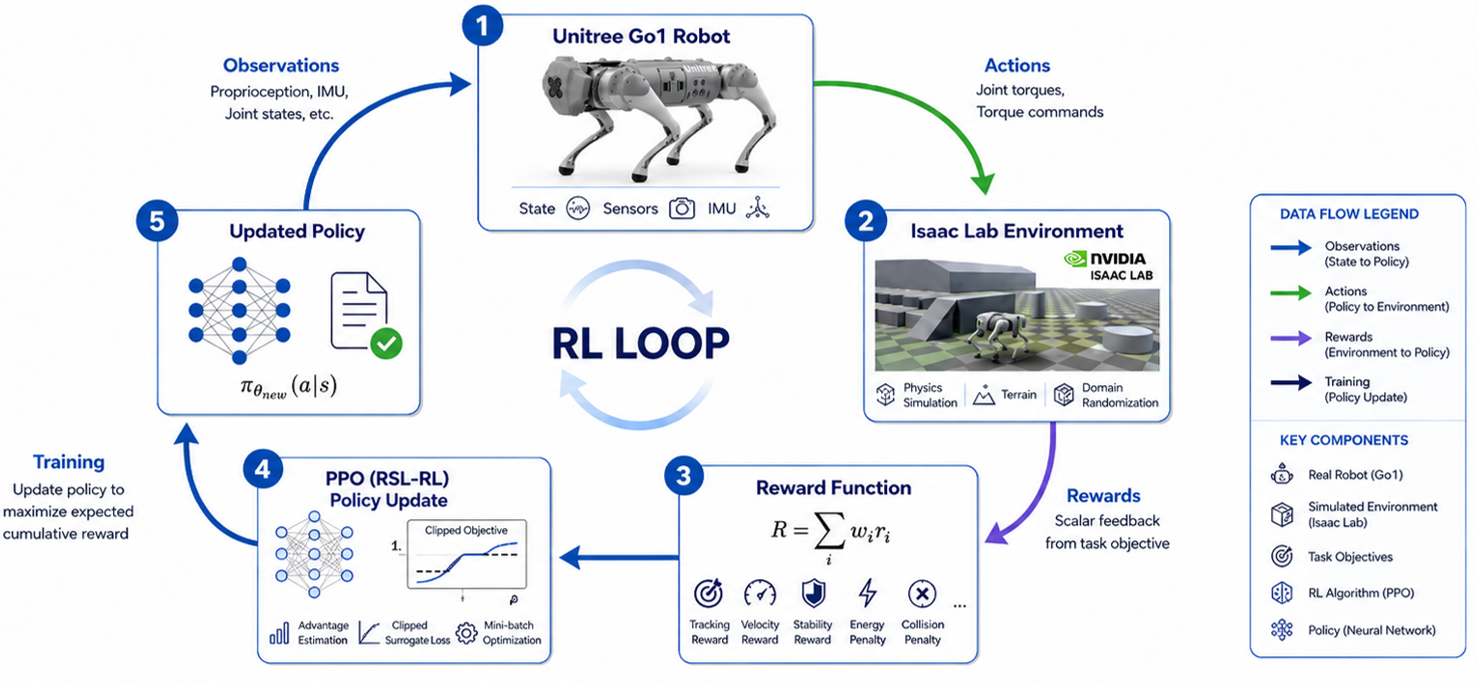 1
Unitree Go1 Robot
Unitree
State
Sensors
IMU
Observations
Proprioception, IMU,
Joint states, etc.
Actions
Joint torques,
Torque commands
2
Isaac Lab Environment
NVIDIA
ISAAC LAB
Physics
Simulation
Terrain
Domain
Randomization
Rewards
Scalar feedback
from task objective
3
Reward Function
R = ∑ᵢ wᵢrᵢ
Tracking
Reward
Velocity
Reward
Stability
Reward
Energy
Penalty
Collision
Penalty
...
4
PPO (RSL-RL)
Policy Update
Clipped Objective
1.
Advantage
Estimation
Clipped
Surrogate Loss
Mini-batch
Optimization
Training
Update policy to
maximize expected
cumulative reward
5
Updated Policy
π_θnew (a|s)
RL LOOP
DATA FLOW LEGEND
Observations
(State to Policy)
Actions
(Policy to Environment)
Rewards
(Environment to Policy)
Training
(Policy Update)
KEY COMPONENTS
Real Robot (Go1)
Simulated Environment
(Isaac Lab)
Task Objectives
RL Algorithm (PPO)
Policy (Neural Network)